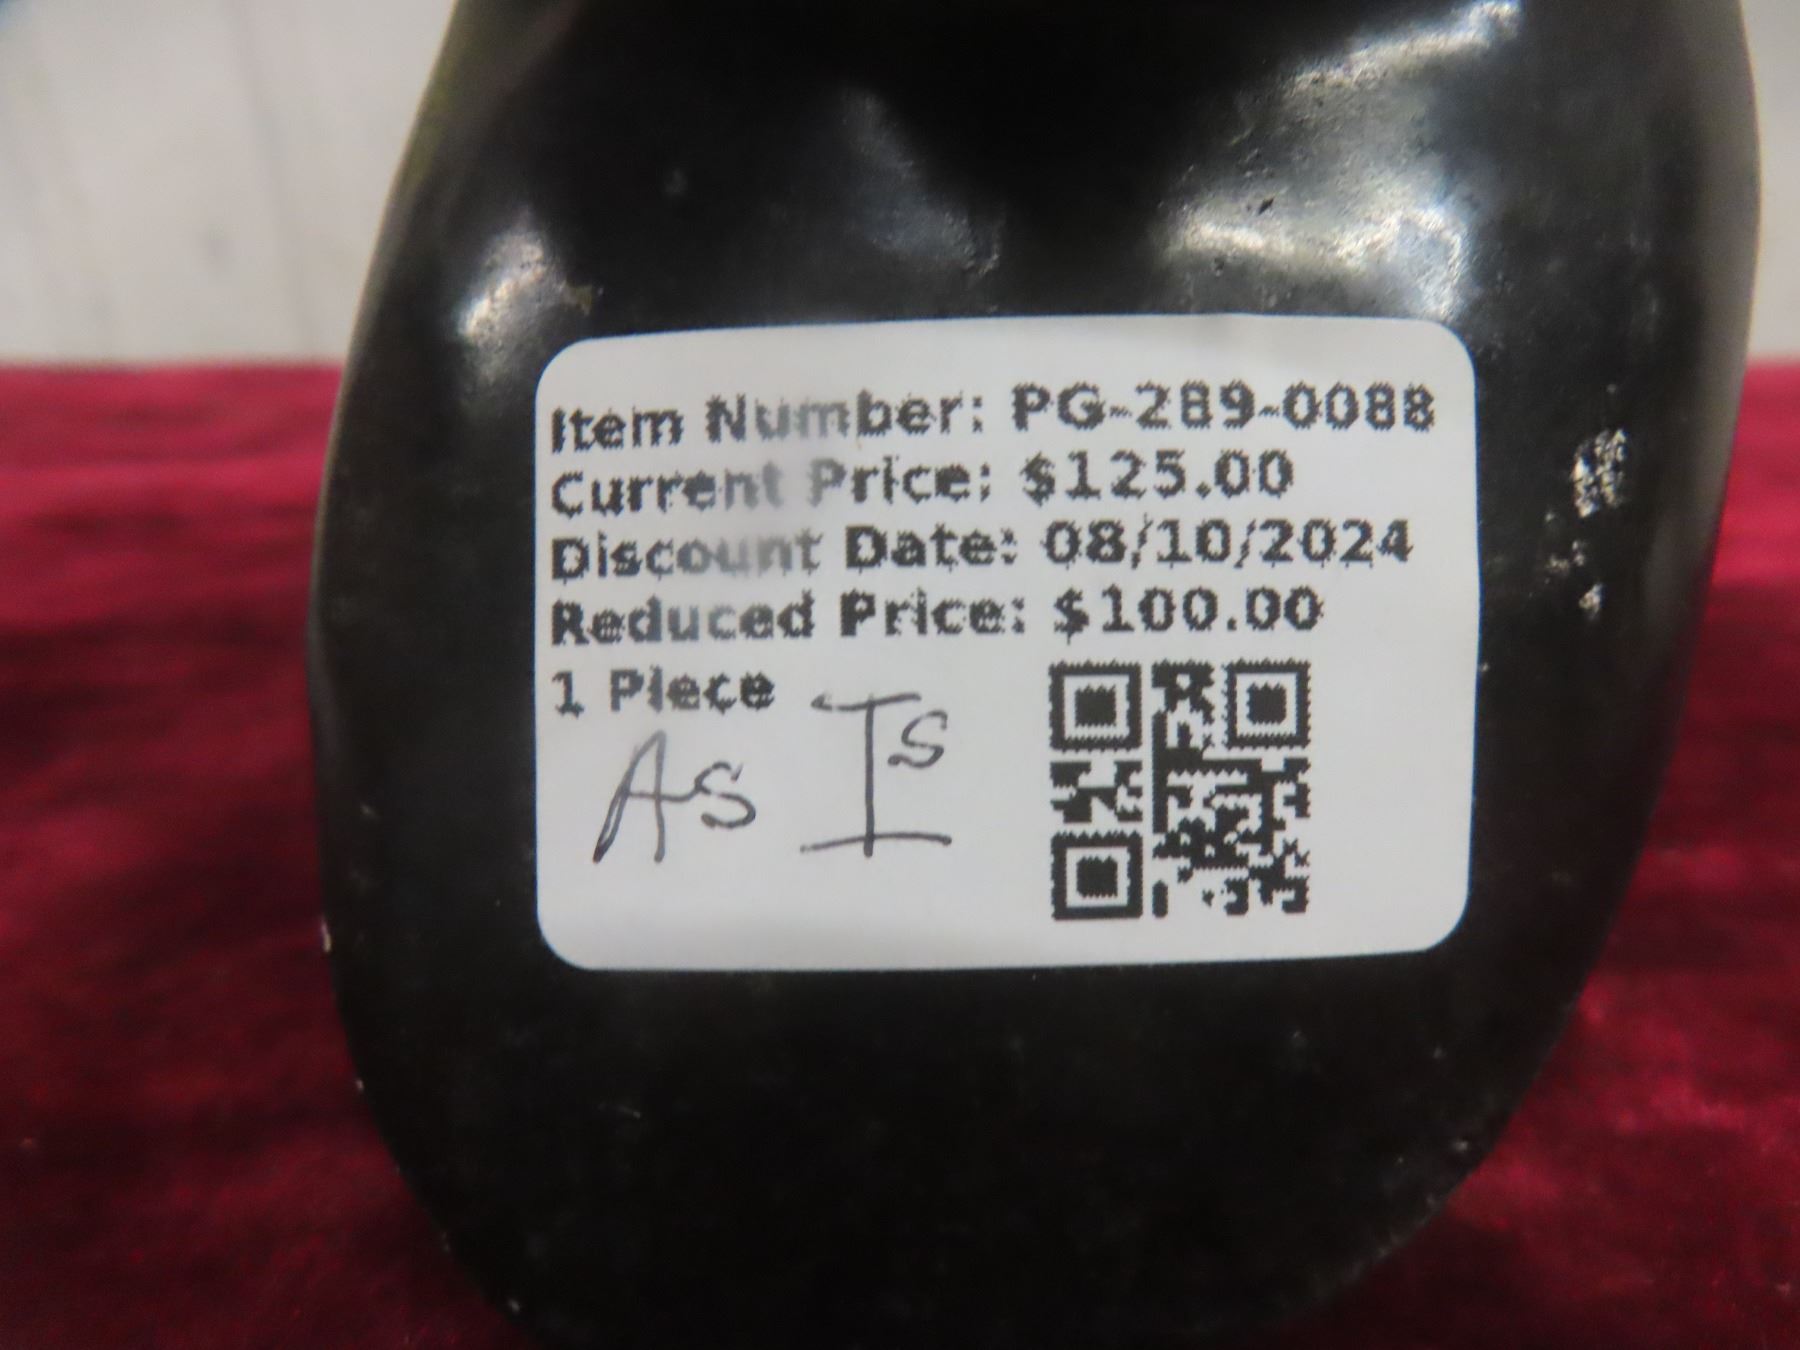 Item Number: PG-289-0088
Current Price: $125.00
Discount Date: 08/10/2024
Reduced Price: $100.00
1 Piece
As Is